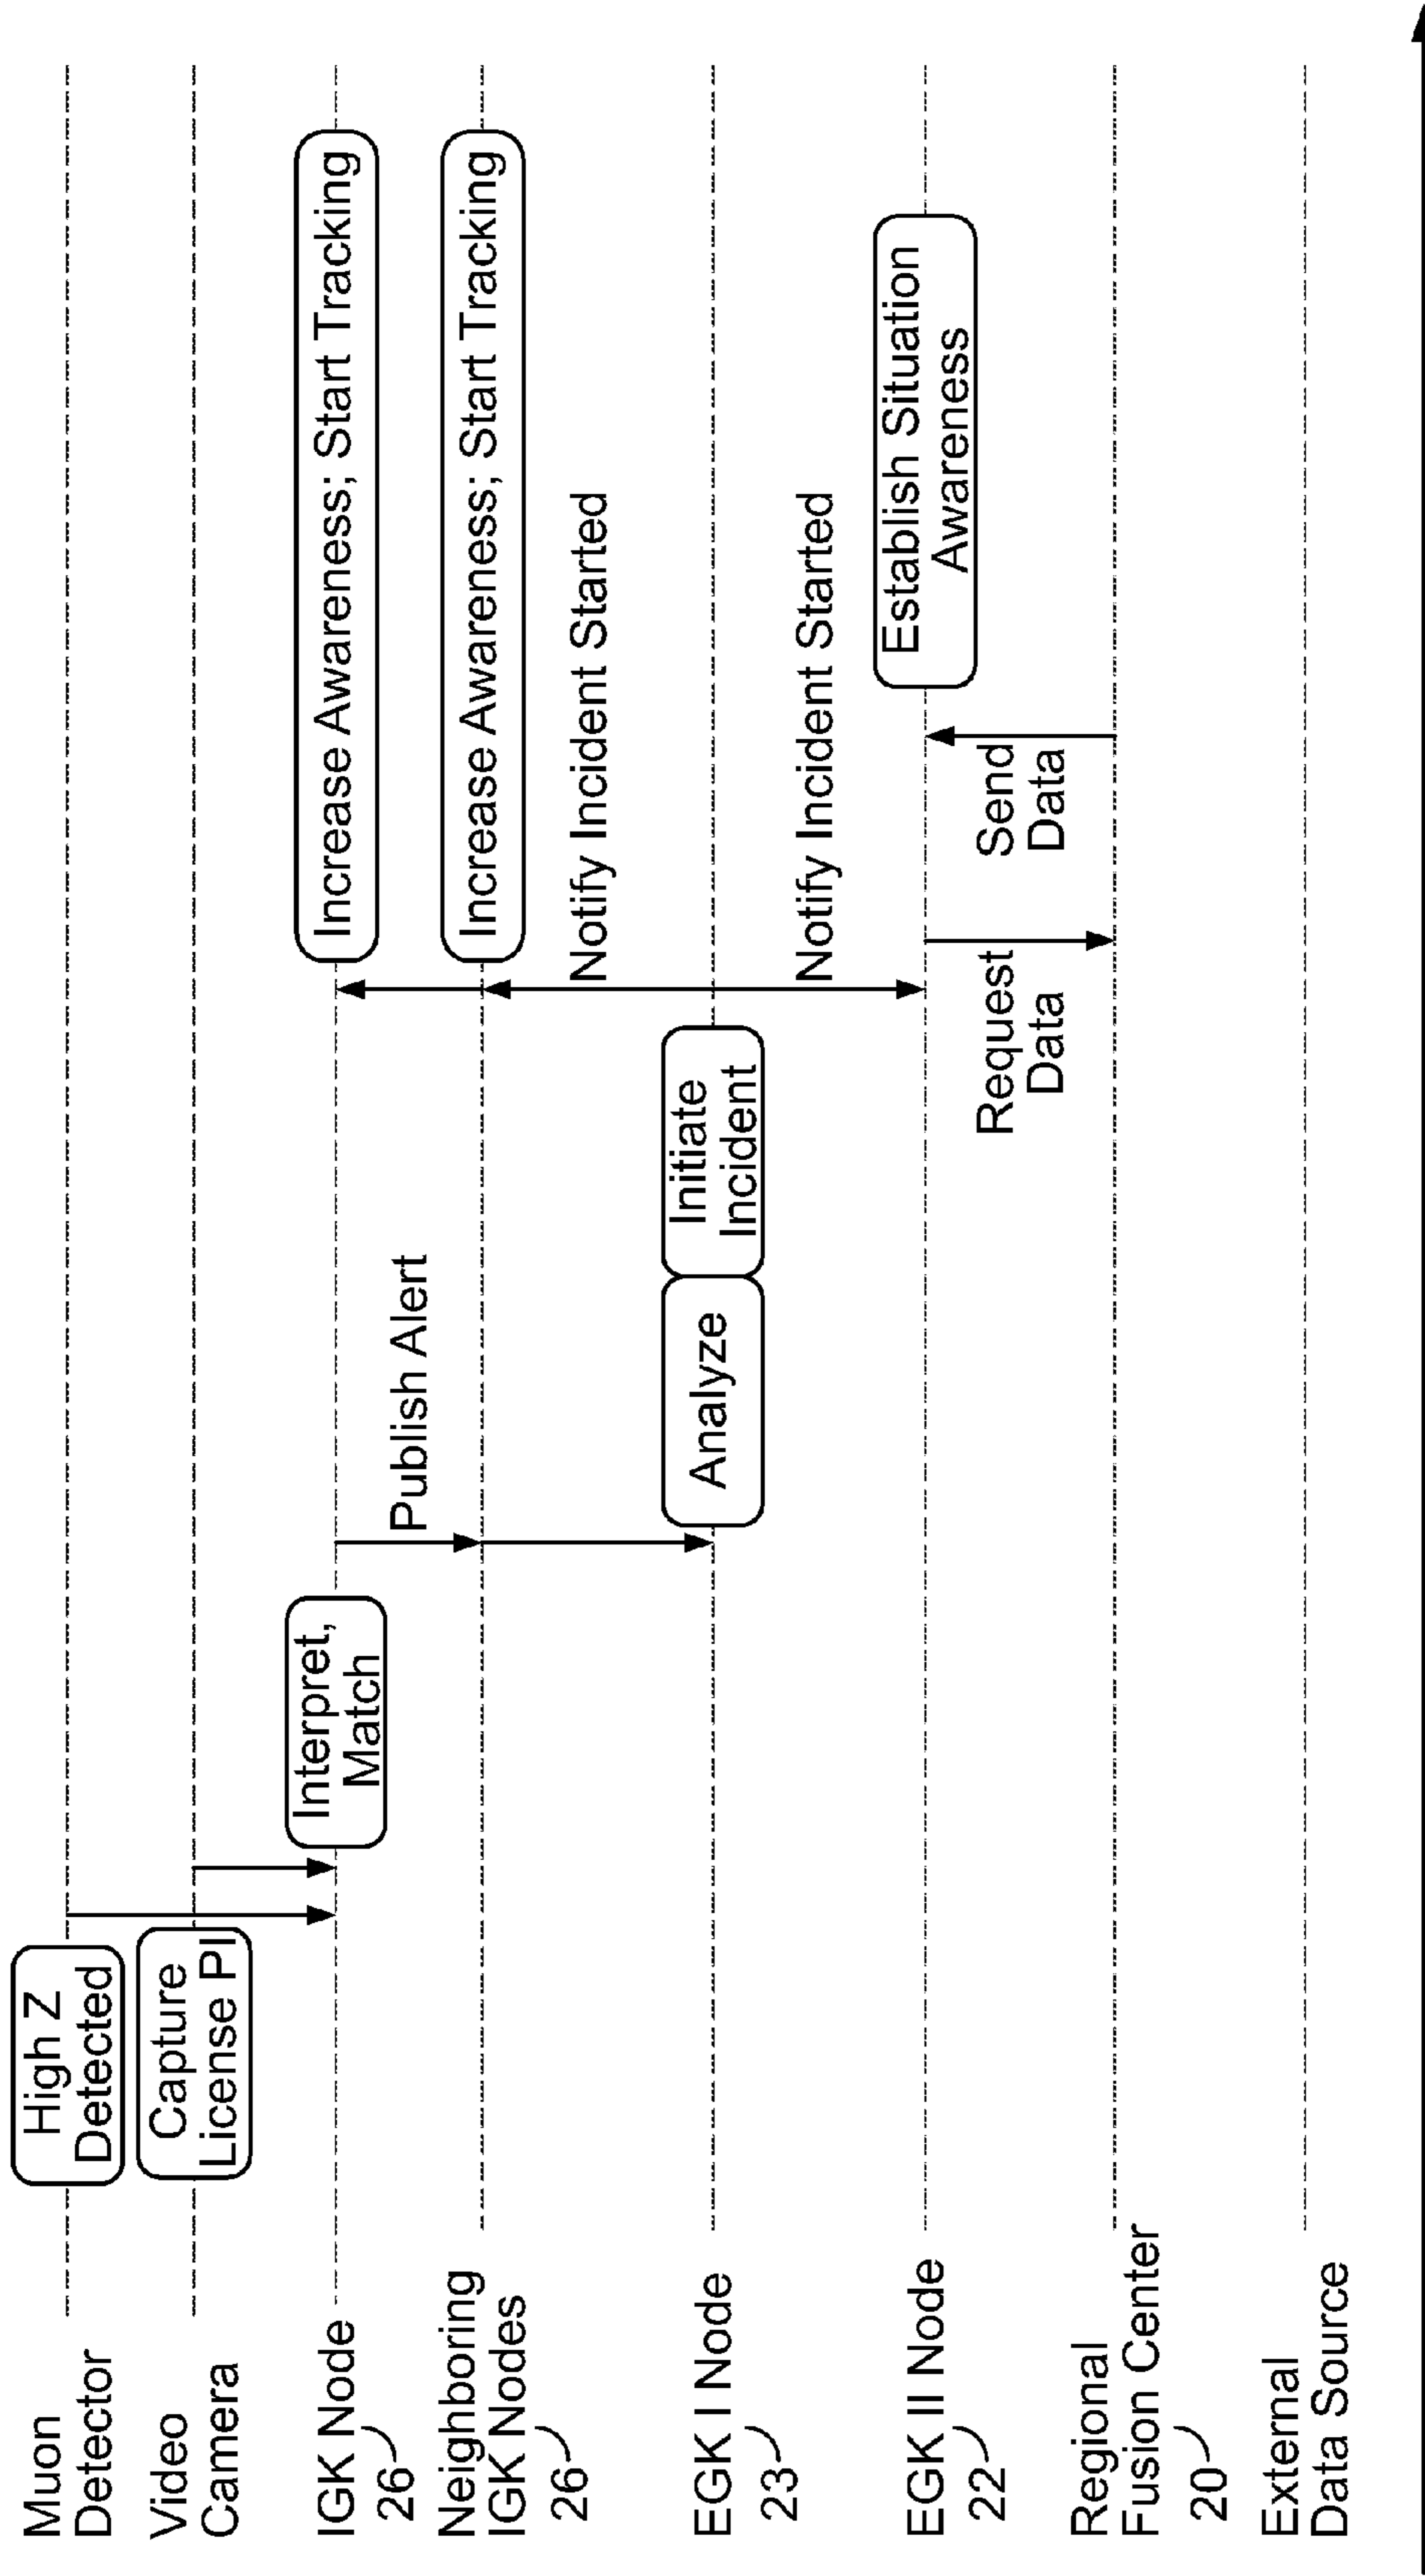 Muon
Detector
High Z
Detected
Video
Camera
Capture
License Pl
IGK Node
26
Interpret,
Match
Increase Awareness; Start Tracking
Publish Alert
Neighboring
IGK Nodes
26
Increase Awareness; Start Tracking
Notify Incident Started
EGK I Node
23
Analyze
Initiate
Incident
Notify Incident Started
EGK II Node
22
Establish Situation
Awareness
Request
Data
Send
Data
Regional
Fusion Center
20
External
Data Source